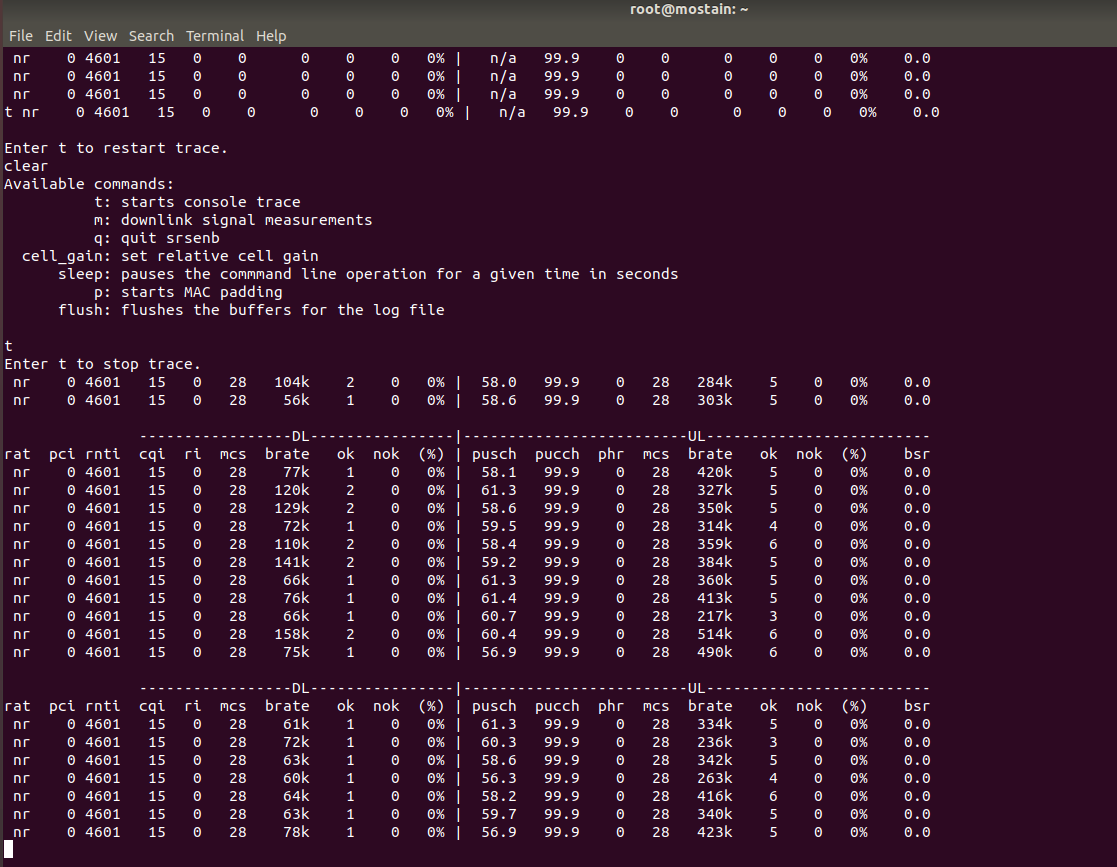 root@mostain: ~
File Edit View Search Terminal Help
nr 0 4601 15 0 0 0 0 0 0% | n/a 99.9 0 0 0 0 0 0% 0.0
nr 0 4601 15 0 0 0 0 0 0% | n/a 99.9 0 0 0 0 0 0% 0.0
nr 0 4601 15 0 0 0 0 0 0% | n/a 99.9 0 0 0 0 0 0% 0.0
t nr 0 4601 15 0 0 0 0 0 0% | n/a 99.9 0 0 0 0 0 0% 0.0
Enter t to restart trace.
clear
Available commands:
t: starts console trace
m: downlink signal measurements
q: quit srsenb
cell_gain: set relative cell gain
sleep: pauses the commmand line operation for a given time in seconds
p: starts MAC padding
flush: flushes the buffers for the log file
t
Enter t to stop trace.
nr 0 4601 15 0 28 104k 2 0 0% | 58.0 99.9 0 28 284k 5 0 0% 0.0
nr 0 4601 15 0 28 56k 1 0 0% | 58.6 99.9 0 28 303k 5 0 0% 0.0
-----------------DL----------------|-------------------------UL-------------------------
rat pci rnti cqi ri mcs brate ok nok (%) | pusch pucch phr mcs brate ok nok (%) bsr
nr 0 4601 15 0 28 77k 1 0 0% | 58.1 99.9 0 28 420k 5 0 0% 0.0
nr 0 4601 15 0 28 120k 2 0 0% | 61.3 99.9 0 28 327k 5 0 0% 0.0
nr 0 4601 15 0 28 129k 2 0 0% | 58.6 99.9 0 28 350k 5 0 0% 0.0
nr 0 4601 15 0 28 72k 1 0 0% | 59.5 99.9 0 28 314k 4 0 0% 0.0
nr 0 4601 15 0 28 110k 2 0 0% | 58.4 99.9 0 28 359k 6 0 0% 0.0
nr 0 4601 15 0 28 141k 2 0 0% | 59.2 99.9 0 28 384k 5 0 0% 0.0
nr 0 4601 15 0 28 66k 1 0 0% | 61.3 99.9 0 28 360k 5 0 0% 0.0
nr 0 4601 15 0 28 76k 1 0 0% | 61.4 99.9 0 28 413k 5 0 0% 0.0
nr 0 4601 15 0 28 66k 1 0 0% | 60.7 99.9 0 28 217k 3 0 0% 0.0
nr 0 4601 15 0 28 158k 2 0 0% | 60.4 99.9 0 28 514k 6 0 0% 0.0
nr 0 4601 15 0 28 75k 1 0 0% | 56.9 99.9 0 28 490k 6 0 0% 0.0
-----------------DL----------------|-------------------------UL-------------------------
rat pci rnti cqi ri mcs brate ok nok (%) | pusch pucch phr mcs brate ok nok (%) bsr
nr 0 4601 15 0 28 61k 1 0 0% | 61.3 99.9 0 28 334k 5 0 0% 0.0
nr 0 4601 15 0 28 72k 1 0 0% | 60.3 99.9 0 28 236k 3 0 0% 0.0
nr 0 4601 15 0 28 63k 1 0 0% | 58.6 99.9 0 28 342k 5 0 0% 0.0
nr 0 4601 15 0 28 60k 1 0 0% | 56.3 99.9 0 28 263k 4 0 0% 0.0
nr 0 4601 15 0 28 64k 1 0 0% | 58.2 99.9 0 28 416k 6 0 0% 0.0
nr 0 4601 15 0 28 63k 1 0 0% | 59.7 99.9 0 28 340k 5 0 0% 0.0
nr 0 4601 15 0 28 78k 1 0 0% | 56.9 99.9 0 28 423k 5 0 0% 0.0